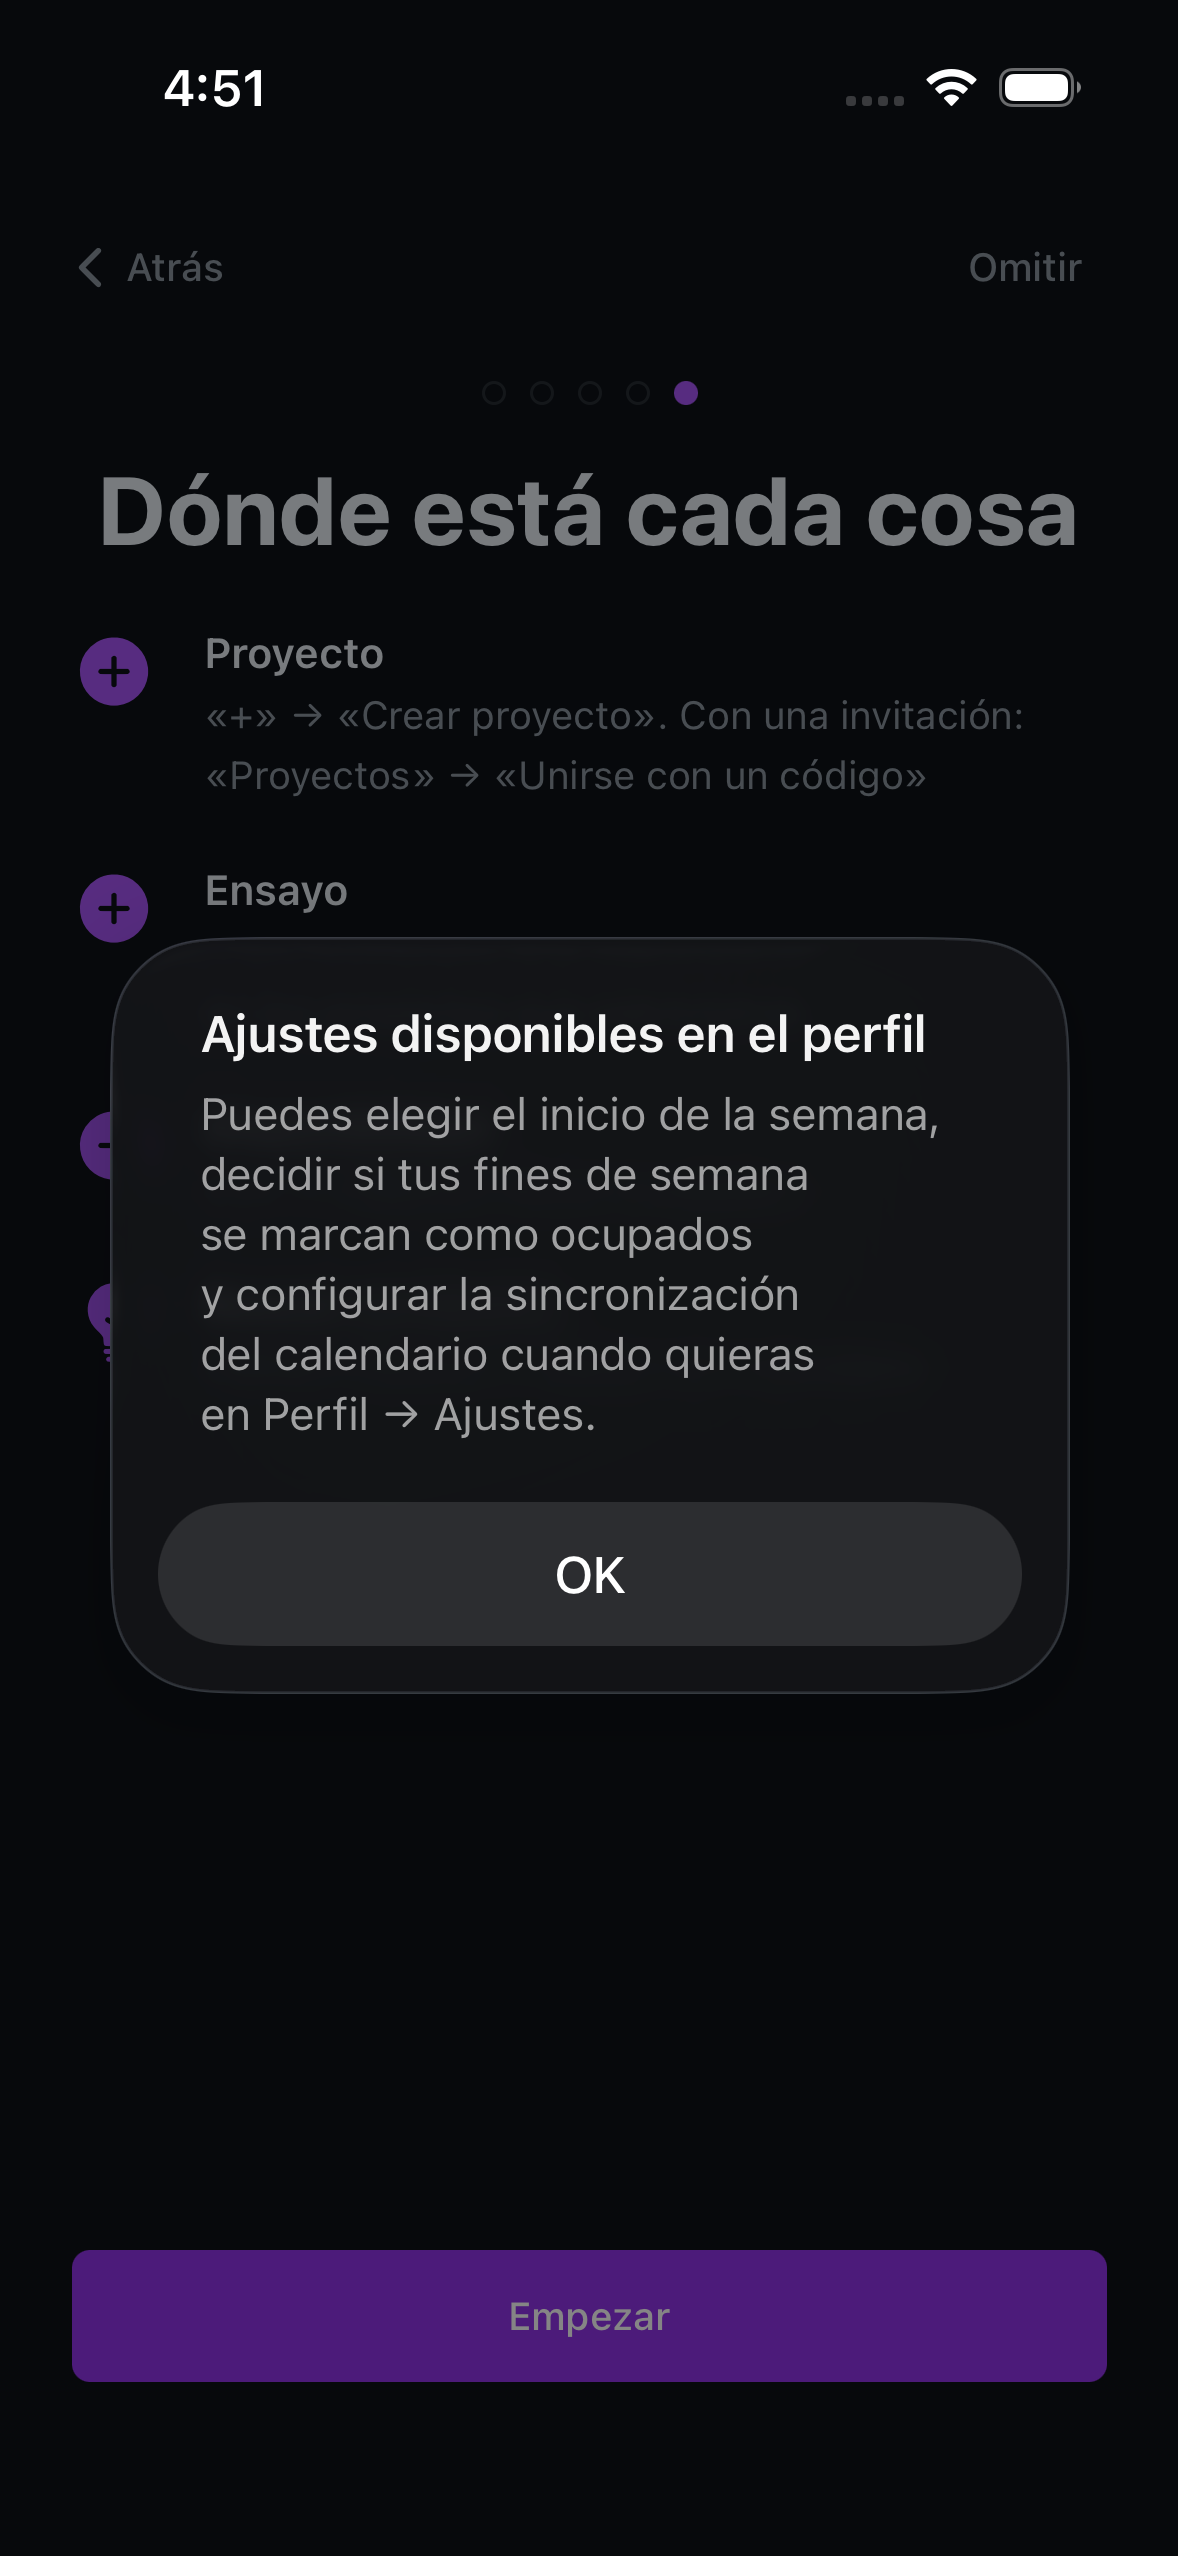 4:51
Atrás
Omitir
Dónde está cada cosa
Proyecto
«+» → «Crear proyecto». Con una invitación:
«Proyectos» → «Unirse con un código»
Ensayo
Ajustes disponibles en el perfil
Puedes elegir el inicio de la semana,
decidir si tus fines de semana
se marcan como ocupados
y configurar la sincronización
del calendario cuando quieras
en Perfil → Ajustes.
OK
Empezar